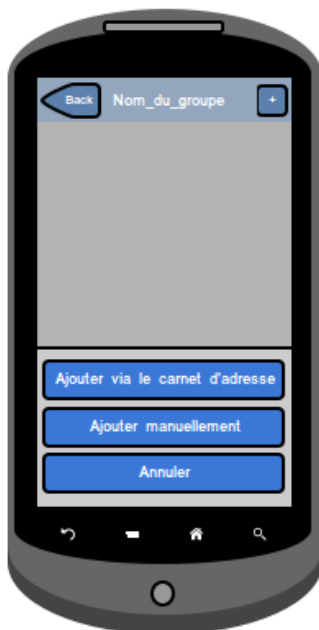 Back Nom_du_groupe +
Ajouter via le carnet d'adresse
Ajouter manuellement
Annuler